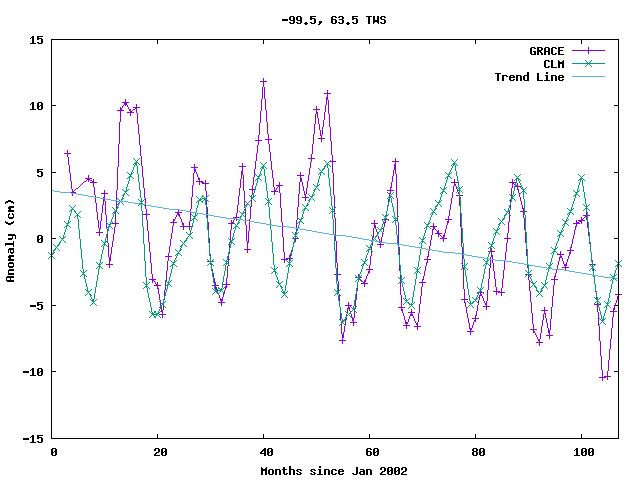 -99.5, 63.5 TWS
15
10
5
0
-5
-10
-15
GRACE
CLM
Trend Line
Anomaly (cm)
0 20 40 60 80 100
Months since Jan 2002